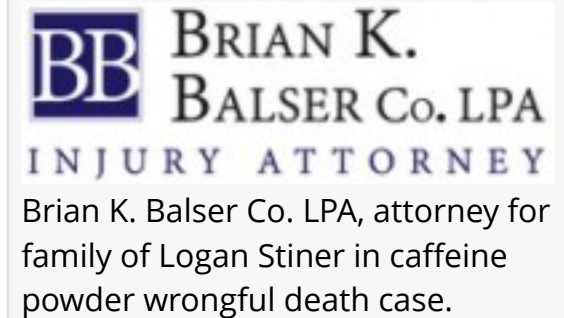 BB BRIAN K.
BALSER CO. LPA
INJURY ATTORNEY
Brian K. Balser Co. LPA, attorney for
family of Logan Stiner in caffeine
powder wrongful death case.